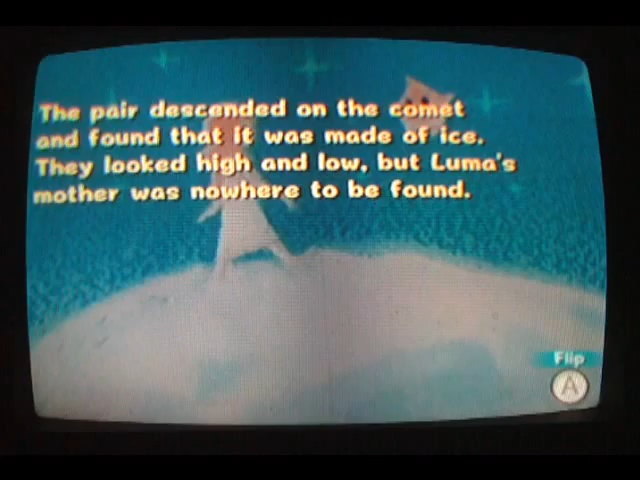 The pair descended on the comet
and found that it was made of ice.
They looked high and low, but Luma's
mother was nowhere to be found.
Flip
A